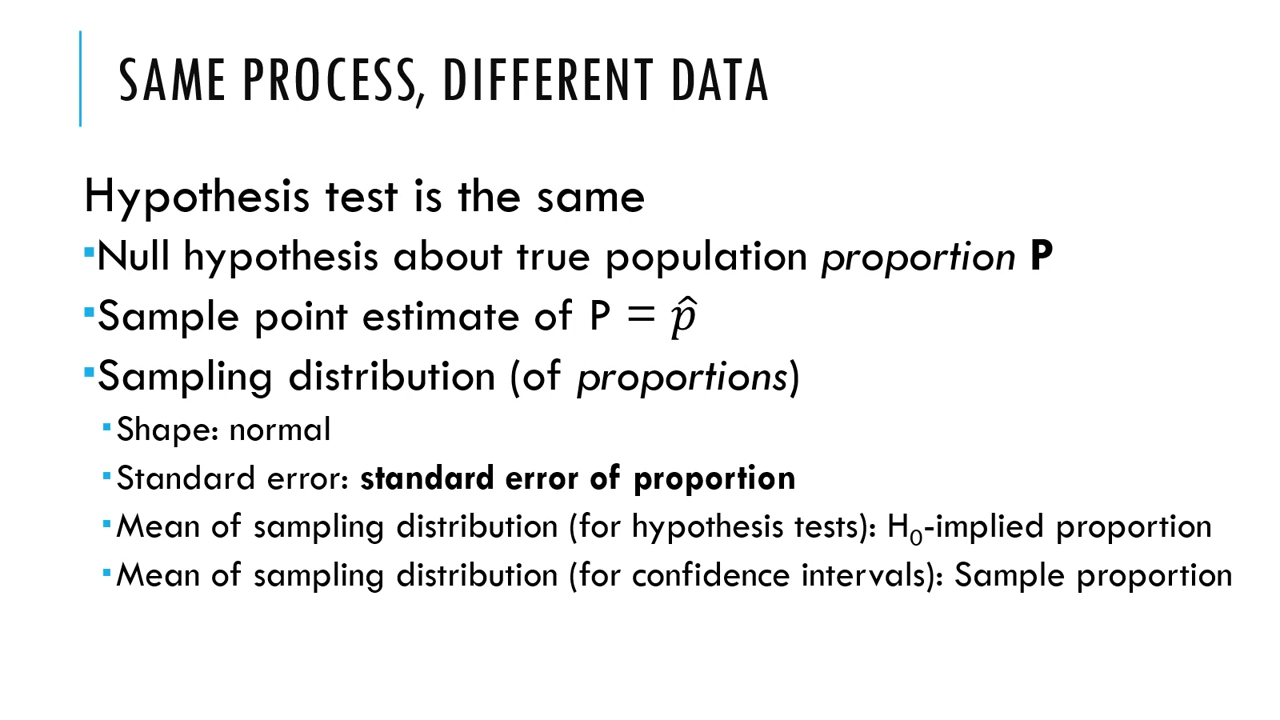 SAME PROCESS, DIFFERENT DATA
Hypothesis test is the same
▪Null hypothesis about true population proportion P
▪Sample point estimate of P = p̂
▪Sampling distribution (of proportions)
▪Shape: normal
▪Standard error: standard error of proportion
▪Mean of sampling distribution (for hypothesis tests): H₀-implied proportion
▪Mean of sampling distribution (for confidence intervals): Sample proportion